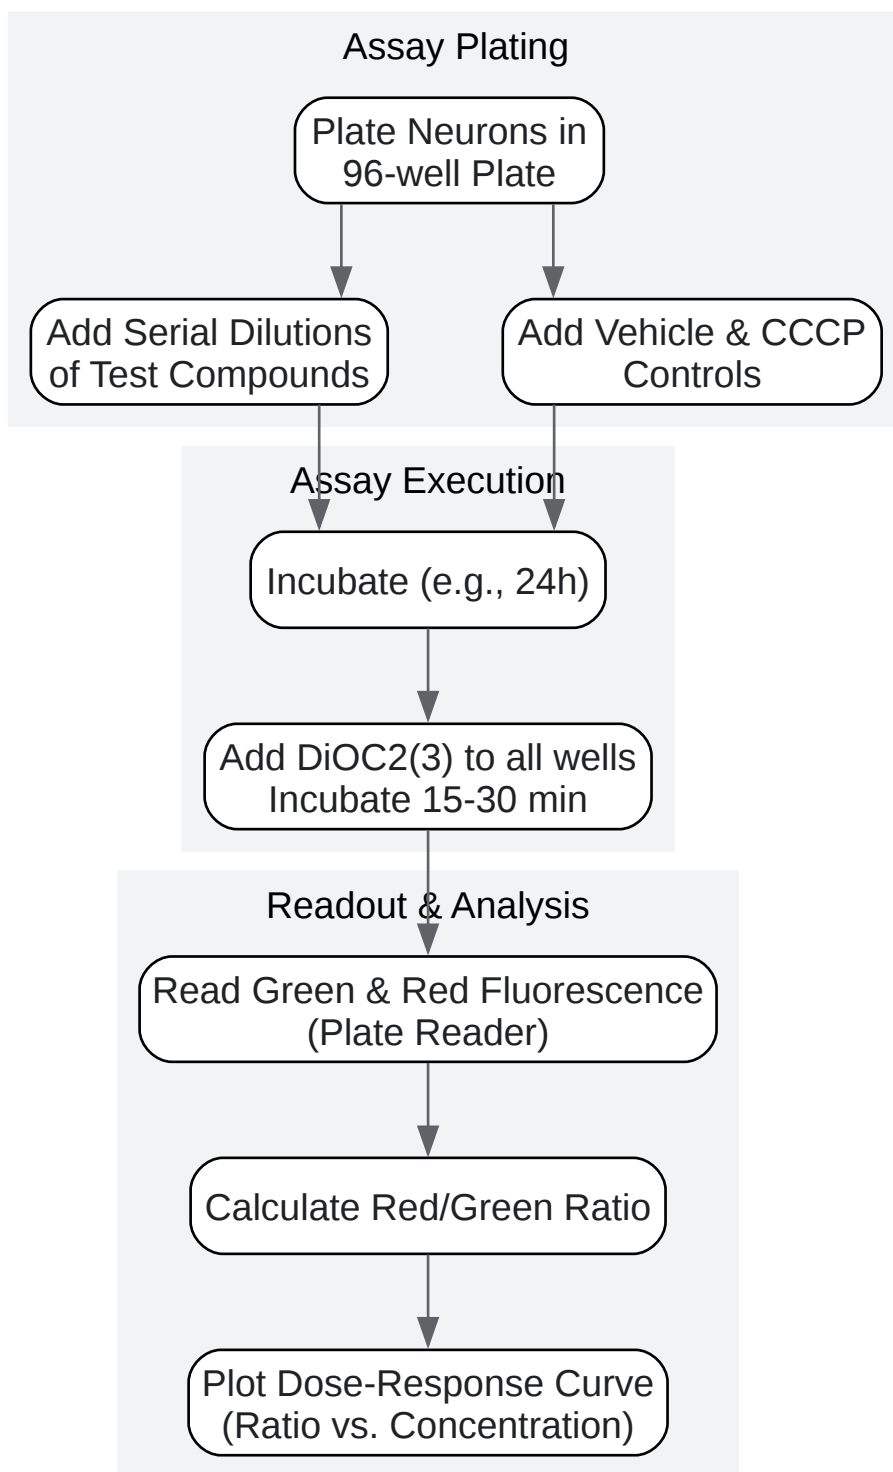 Assay Plating
Plate Neurons in
96-well Plate
Add Serial Dilutions
of Test Compounds
Add Vehicle & CCCP
Controls
Assay Execution
Incubate (e.g., 24h)
Add DiOC2(3) to all wells
Incubate 15-30 min
Readout & Analysis
Read Green & Red Fluorescence
(Plate Reader)
Calculate Red/Green Ratio
Plot Dose-Response Curve
(Ratio vs. Concentration)